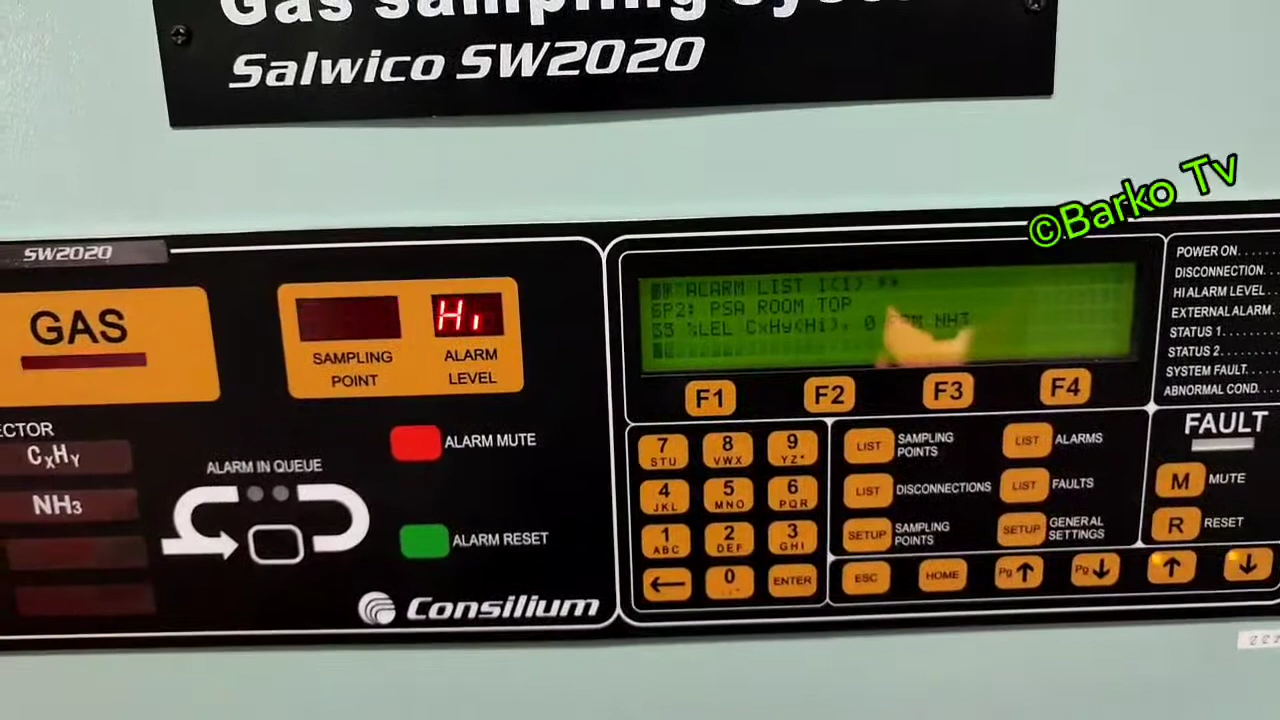 Gas sampling syste
Salwico SW2020
©Barko Tv
SW2020
GAS
Hi
SAMPLING
POINT
ALARM
LEVEL
ALARM LIST 1(1) **
SP2: PSA ROOM TOP
%LEL CxHy(Hi), 0 PPM NH3
F1
F2
F3
F4
POWER ON
DISCONNECTION
HI ALARM LEVEL
EXTERNAL ALARM
STATUS 1
STATUS 2
SYSTEM FAULT
ABNORMAL COND.
ECTOR
CxHY
NH3
ALARM IN QUEUE
ALARM MUTE
ALARM RESET
Consilium
7 STU
8 VWX
9 YZ*
4 JKL
5 MNO
6 PQR
1 ABC
2 DEF
3 GHI
0
ENTER
LIST SAMPLING
POINTS
LIST ALARMS
LIST DISCONNECTIONS
LIST FAULTS
SETUP SAMPLING
POINTS
SETUP GENERAL
SETTINGS
ESC
HOME
Pg
Pg
FAULT
M MUTE
R RESET